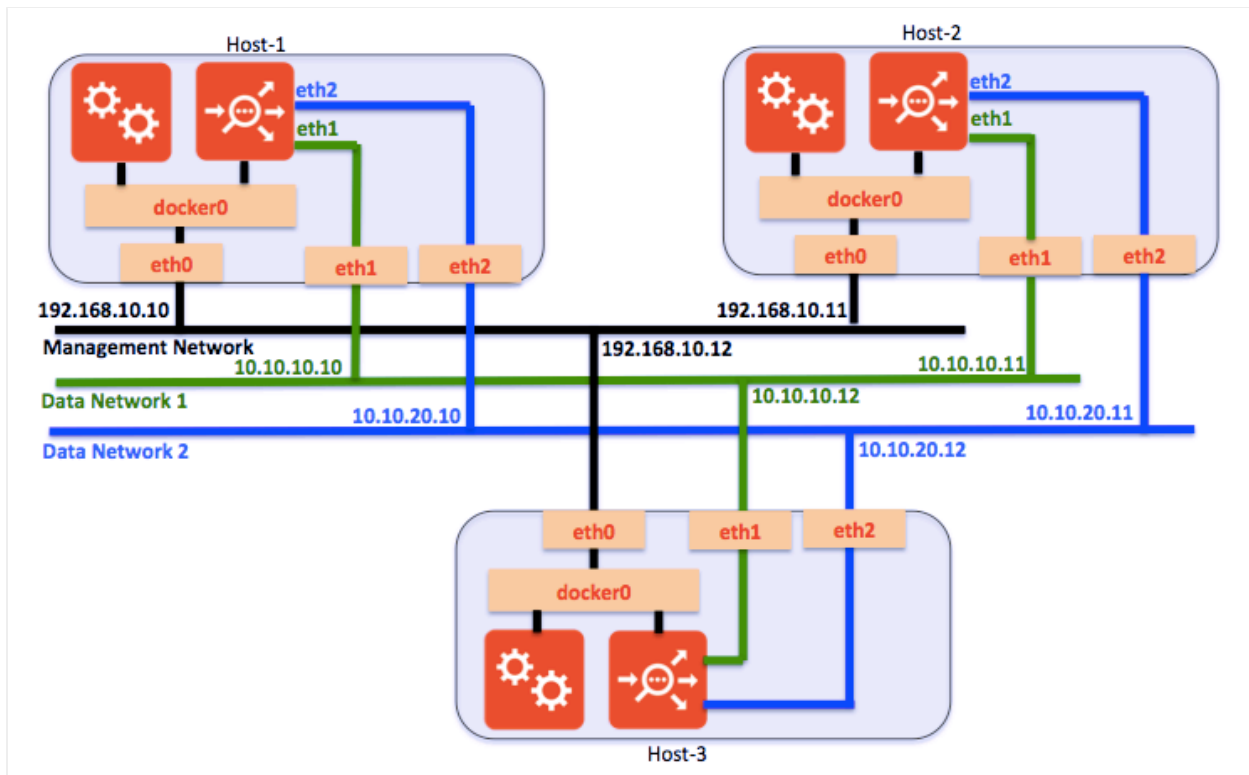 Host-1
Host-2
eth2
eth2
eth1
eth1
docker0
docker0
eth0
eth1
eth2
eth0
eth1
eth2
192.168.10.10
192.168.10.11
Management Network
192.168.10.12
10.10.10.10
10.10.10.11
Data Network 1
10.10.10.12
10.10.20.10
10.10.20.11
Data Network 2
10.10.20.12
eth0
eth1
eth2
docker0
Host-3